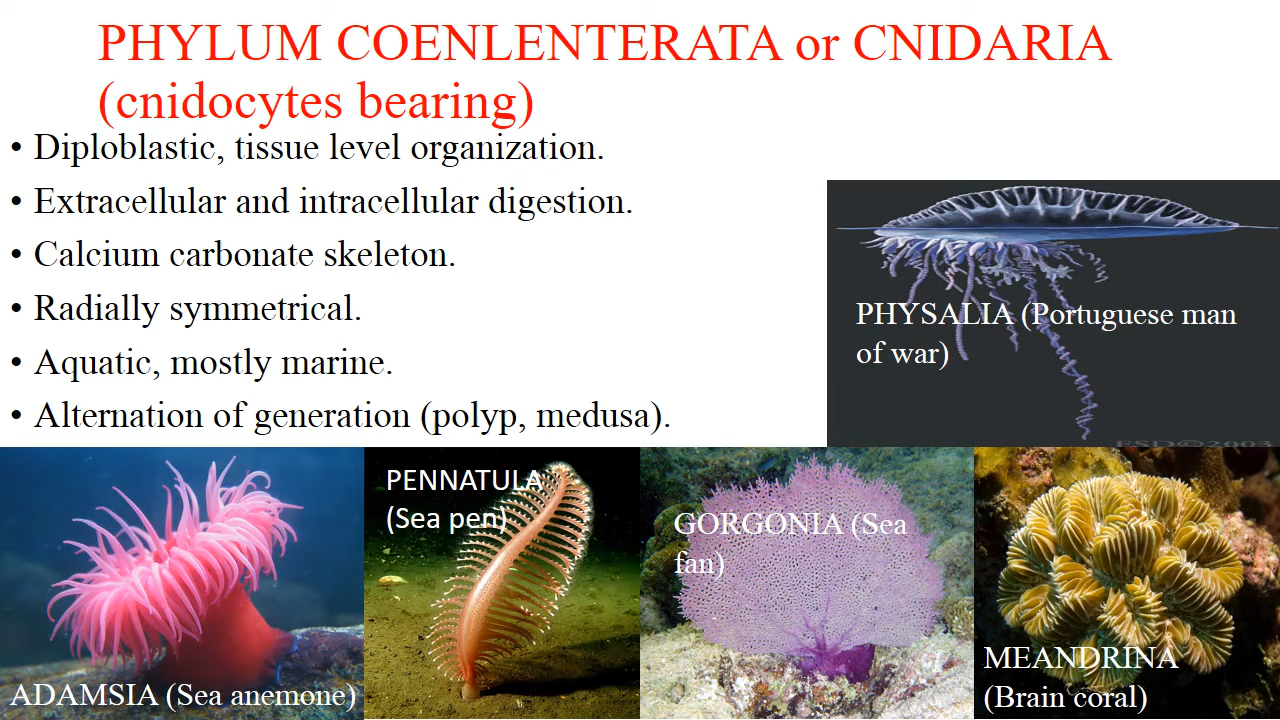 PHYLUM COENLENTERATA or CNIDARIA
(cnidocytes bearing)
• Diploblastic, tissue level organization.
• Extracellular and intracellular digestion.
• Calcium carbonate skeleton.
• Radially symmetrical.
• Aquatic, mostly marine.
• Alternation of generation (polyp, medusa).
PHYSALIA (Portuguese man
of war)
FSD©2003
PENNATULA
(Sea pen)
GORGONIA (Sea
fan)
MEANDRINA
(Brain coral)
ADAMSIA (Sea anemone)